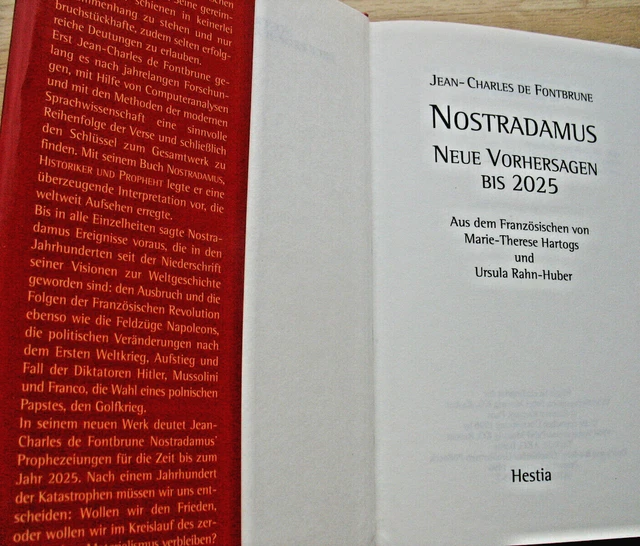 Seine gereim-
menhang zu stehen und nur
bruchstückhafte, zudem selten erfolg-
reiche Deutungen zu erlauben.
Erst Jean-Charles de Fontbrune ge-
lang es nach jahrelangen Forschun-
gen, mit Hilfe von Computeranalysen
und mit den Methoden der modernen
Sprachwissenschaft eine sinnvolle
Reihenfolge der Verse und schließlich
den Schlüssel zum Gesamtwerk zu
finden. Mit seinem Buch NOSTRADAMUS,
HISTORIKER UND PROPHET legte er eine
überzeugende Interpretation vor, die
weltweit Aufsehen erregte.
Bis in alle Einzelheiten sagte Nostra-
damus Ereignisse voraus, die in den
Jahrhunderten seit der Niederschrift
seiner Visionen zur Weltgeschichte
geworden sind: den Ausbruch und die
Folgen der Französischen Revolution
ebenso wie die Feldzüge Napoleons,
die politischen Veränderungen nach
dem Ersten Weltkrieg, Aufstieg und
Fall der Diktatoren Hitler, Mussolini
und Franco, die Wahl eines polnischen
Papstes, den Golfkrieg.
In seinem neuen Werk deutet Jean-
Charles de Fontbrune Nostradamus'
Prophezeiungen für die Zeit bis zum
Jahr 2025. Nach einem Jahrhundert
der Katastrophen müssen wir uns ent-
scheiden: Wollen wir den Frieden,
oder wollen wir im Kreislauf des zer-
Materialismus verbleiben?
JEAN-CHARLES DE FONTBRUNE
NOSTRADAMUS
NEUE VORHERSAGEN
BIS 2025
Aus dem Französischen von
Marie-Therese Hartogs
und
Ursula Rahn-Huber
Hestia